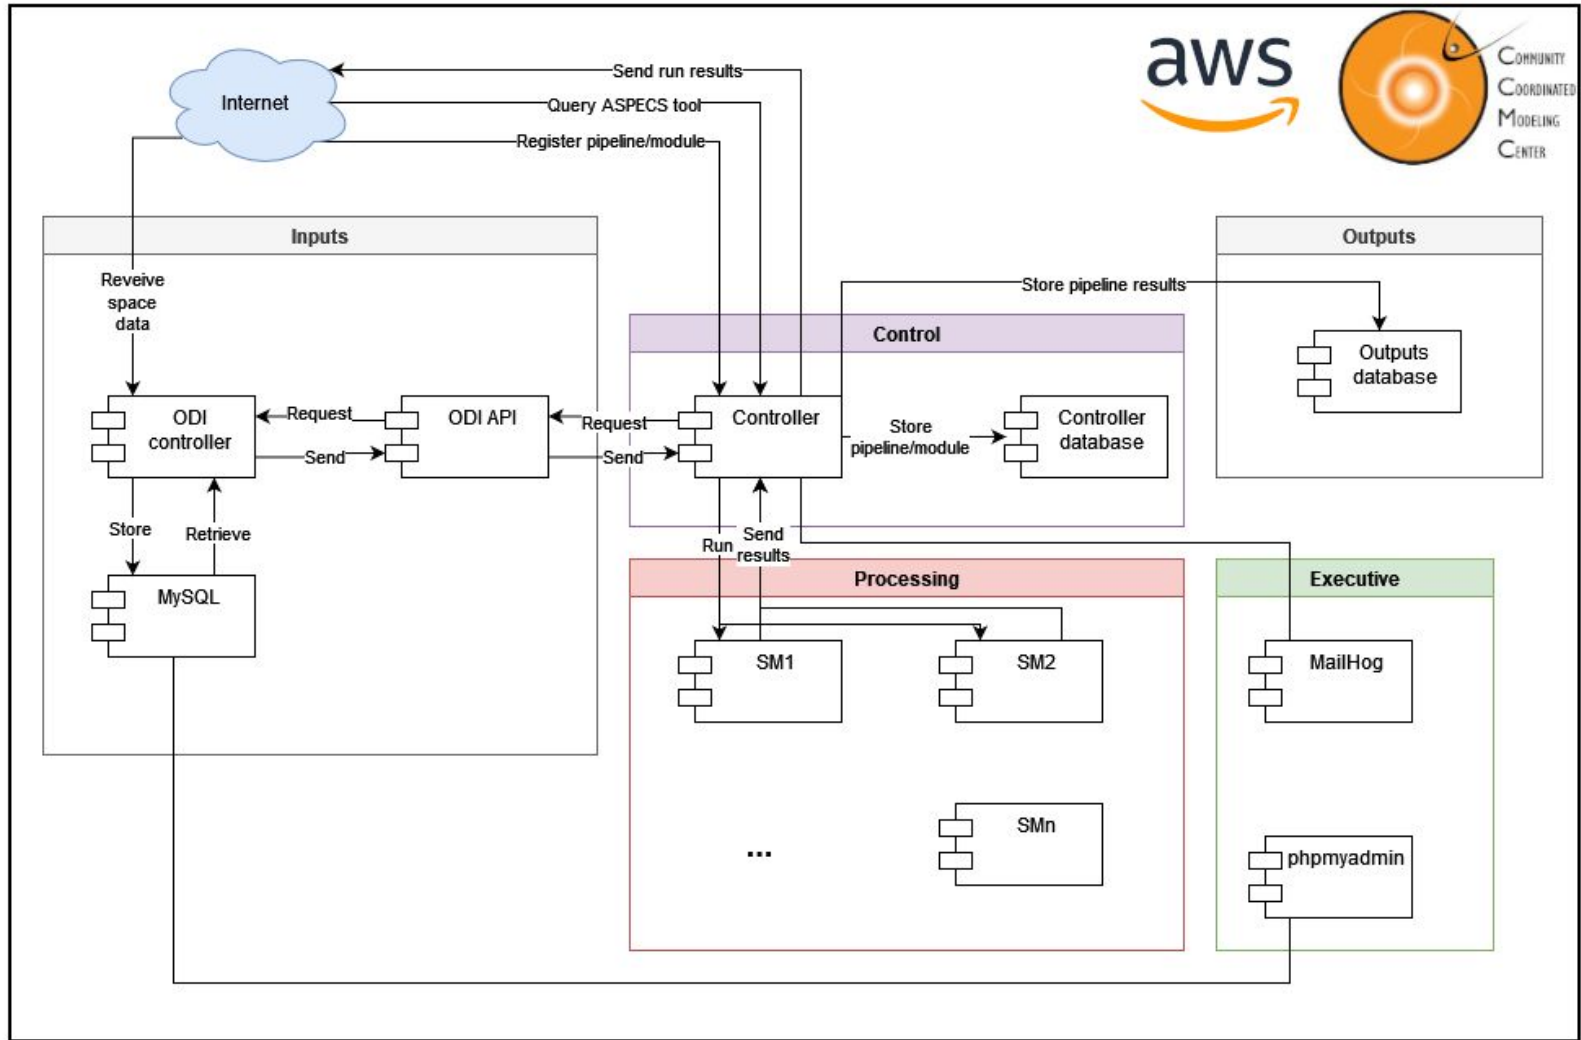 aws
COMMUNITY
COORDINATED
MODELING
CENTER
Internet
Send run results
Query ASPECS tool
Register pipeline/module
Inputs
Outputs
Reveive
space
data
Store pipeline results
Control
Outputs
database
ODI
controller
Request
Send
ODI API
Request
Send
Controller
Store
pipeline/module
Controller
database
Store
Retrieve
Run
Send
results
MySQL
Processing
Executive
SM1
SM2
MailHog
...
SMn
phpmyadmin